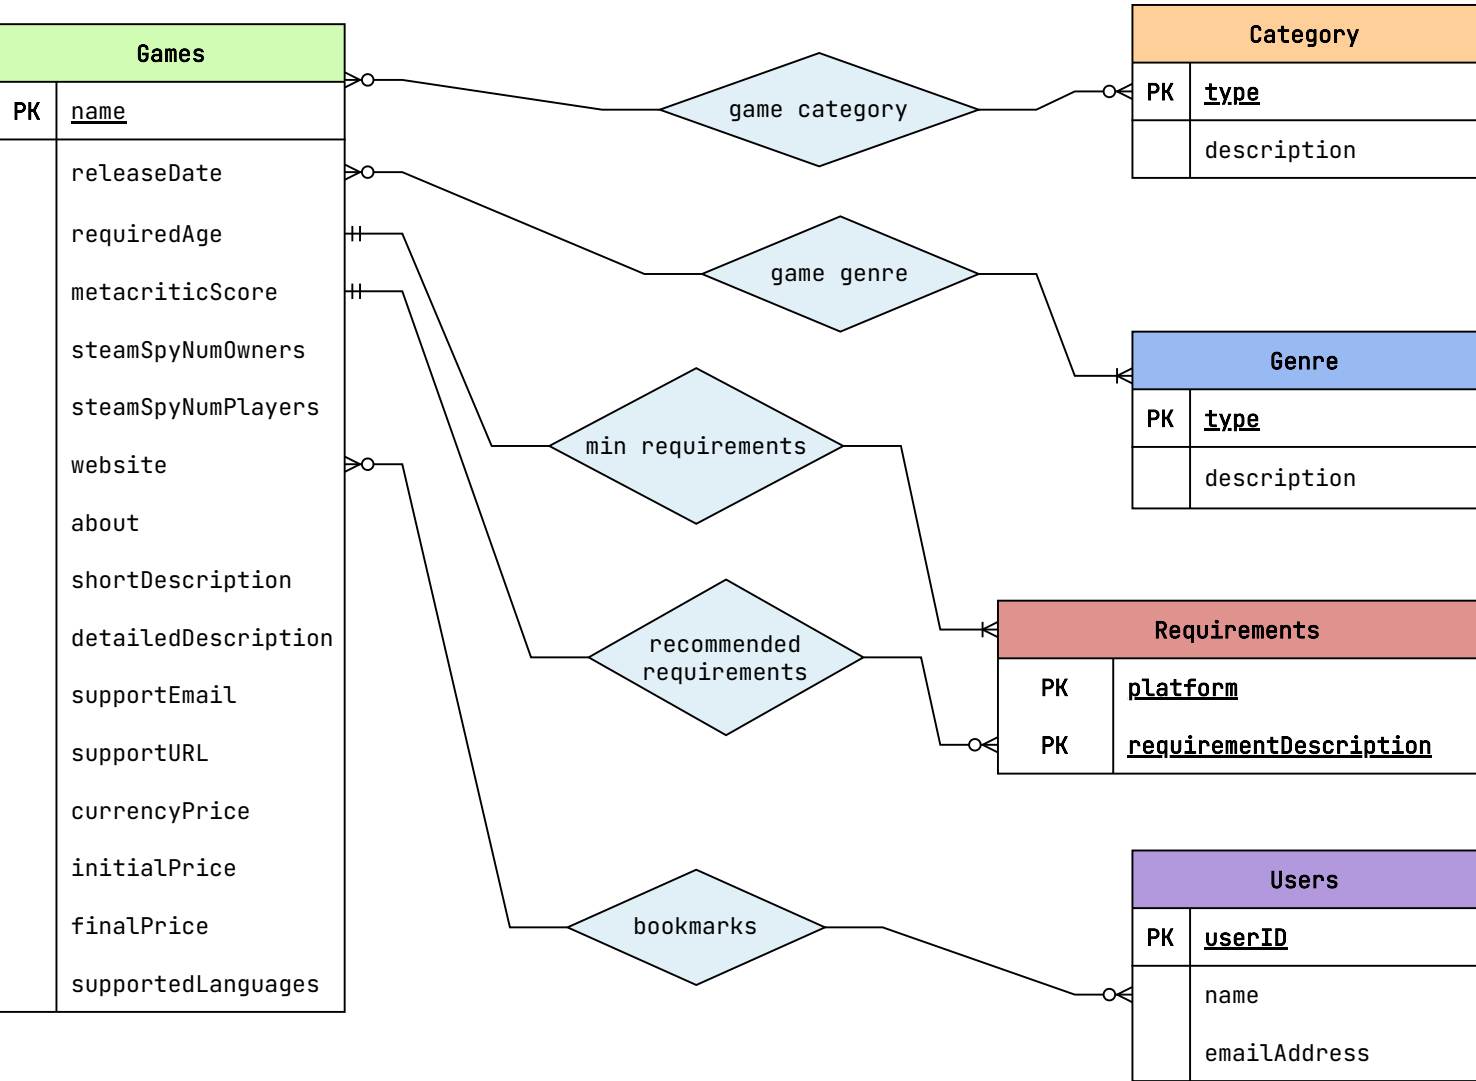 Games
PK name
releaseDate
requiredAge
metacriticScore
steamSpyNumOwners
steamSpyNumPlayers
website
about
shortDescription
detailedDescription
supportEmail
supportURL
currencyPrice
initialPrice
finalPrice
supportedLanguages
game category
game genre
min requirements
recommended
requirements
bookmarks
Category
PK type
description
Genre
PK type
description
Requirements
PK platform
PK requirementDescription
Users
PK userID
name
emailAddress